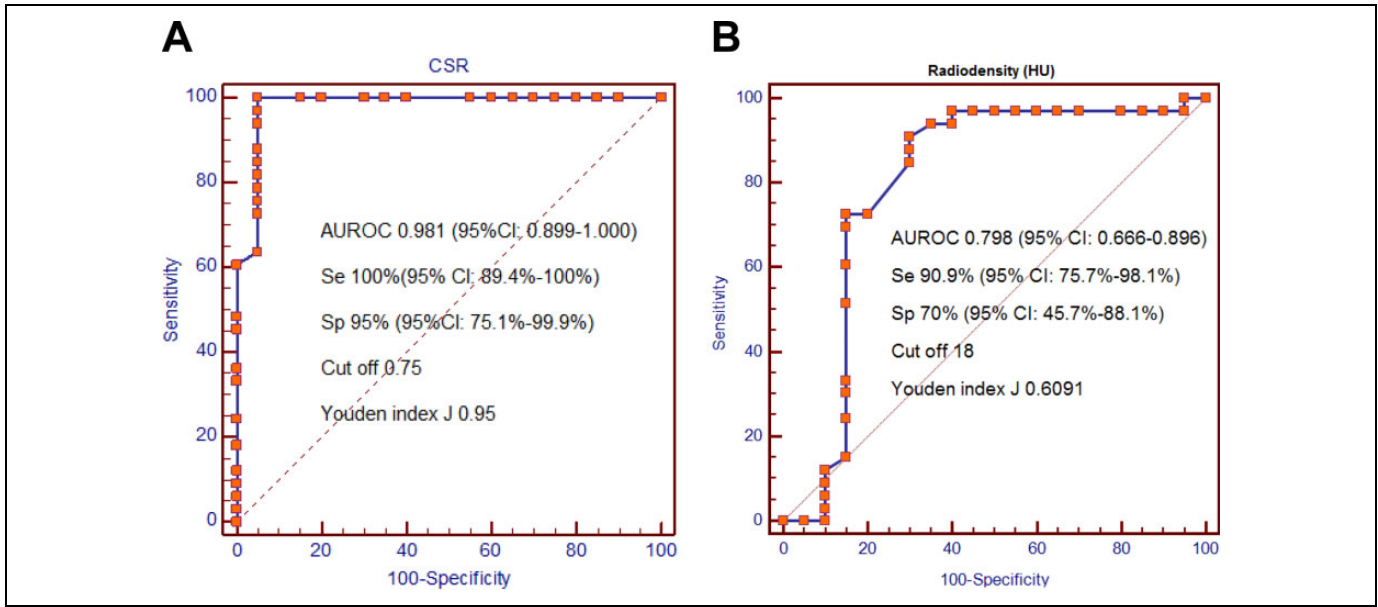 A
CSR
100
80
60
40
20
0
Sensitivity
AUROC 0.981 (95%CI: 0.899-1.000)
Se 100%(95% CI: 89.4%-100%)
Sp 95% (95%CI: 75.1%-99.9%)
Cut off 0.75
Youden index J 0.95
0 20 40 60 80 100
100-Specificity
B
Radiodensity (HU)
100
80
60
40
20
0
Sensitivity
AUROC 0.798 (95% CI: 0.666-0.896)
Se 90.9% (95% CI: 75.7%-98.1%)
Sp 70% (95% CI: 45.7%-88.1%)
Cut off 18
Youden index J 0.6091
0 20 40 60 80 100
100-Specificity